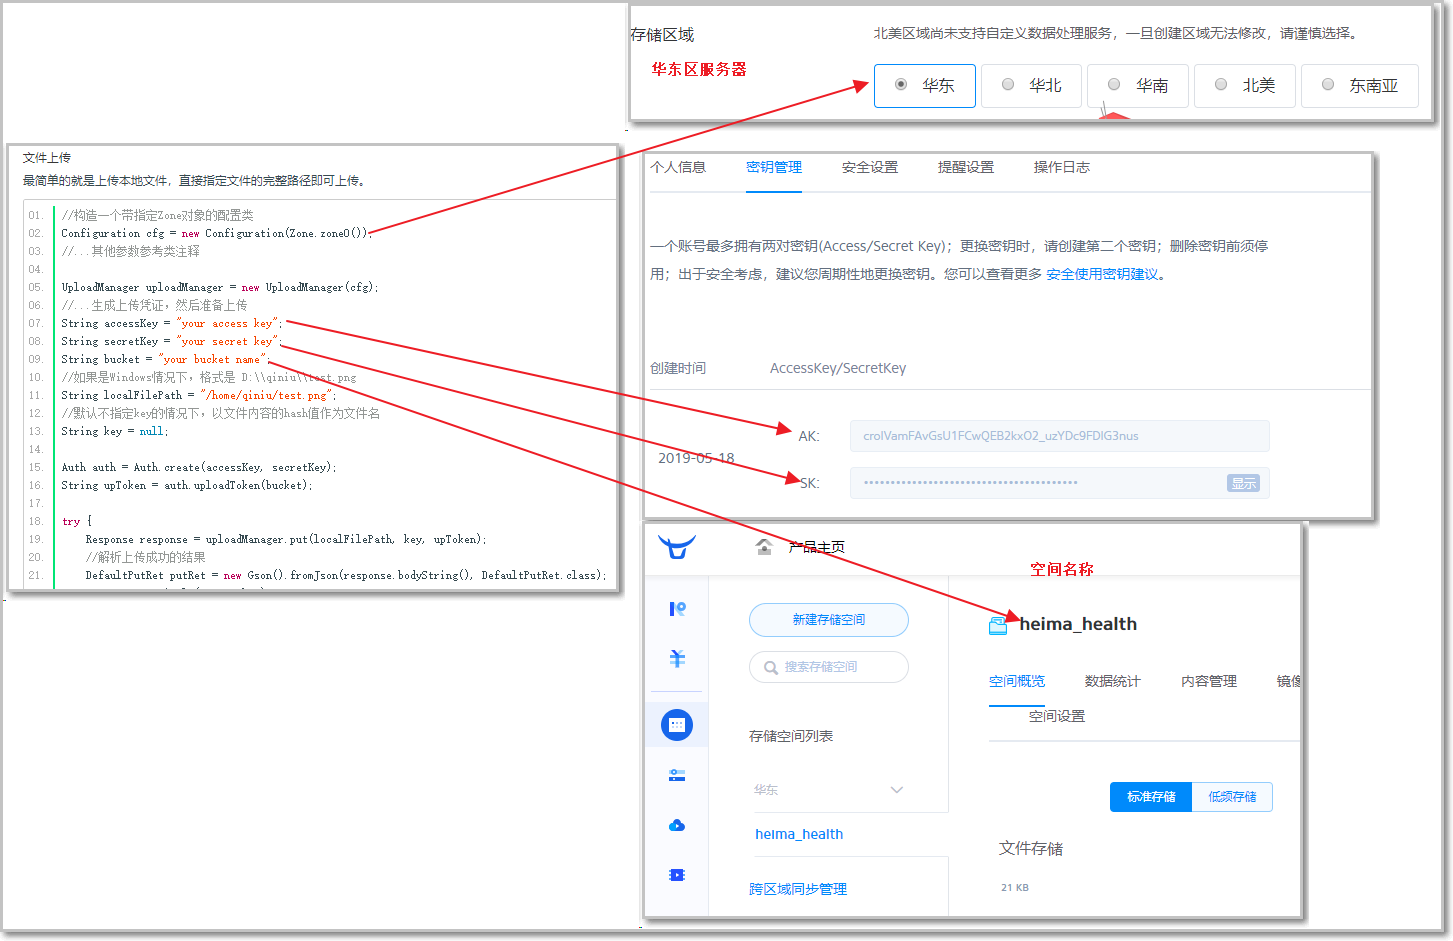 存储区域
北美区域尚未支持自定义数据处理服务，一旦创建区域无法修改，请谨慎选择。
华东区服务器
华东
华北
华南
北美
东南亚
文件上传
最简单的就是上传本地文件，直接指定文件的完整路径即可上传。
01. //构造一个带指定Zone对象的配置类
02. Configuration cfg = new Configuration(Zone.zone0());
03. //...其他参数参考类注释
04.
05. UploadManager uploadManager = new UploadManager(cfg);
06. //...生成上传凭证，然后准备上传
07. String accessKey = "your access key";
08. String secretKey = "your secret key";
09. String bucket = "your bucket name";
10. //如果是Windows情况下，格式是 D:\\qiniu\\test.png
11. String localFilePath = "/home/qiniu/test.png";
12. //默认不指定key的情况下，以文件内容的hash值作为文件名
13. String key = null;
14.
15. Auth auth = Auth.create(accessKey, secretKey);
16. String upToken = auth.uploadToken(bucket);
17.
18. try {
19. Response response = uploadManager.put(localFilePath, key, upToken);
20. //解析上传成功的结果
21. DefaultPutRet putRet = new Gson().fromJson(response.bodyString(), DefaultPutRet.class);
个人信息
密钥管理
安全设置
提醒设置
操作日志
一个账号最多拥有两对密钥(Access/Secret Key)；更换密钥时，请创建第二个密钥；删除密钥前须停
用；出于安全考虑，建议您周期性地更换密钥。您可以查看更多 安全使用密钥建议。
创建时间
AccessKey/SecretKey
2019-05-18
AK:
crolVamFAvGsU1FCwQEB2kxO2_uzYDc9FDlG3nus
SK:
••••••••••••••••••••••••••••••••••••••••
显示
产品主页
空间名称
新建存储空间
搜索存储空间
存储空间列表
华东
heima_health
跨区域同步管理
heima_health
空间概览
数据统计
内容管理
镜像
空间设置
标准存储
低频存储
文件存储
21 KB